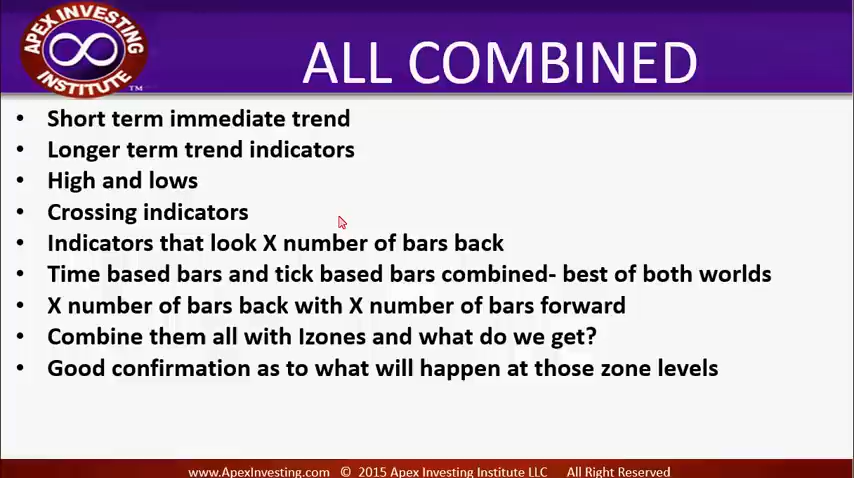 APEX INVESTING
INSTITUTE
TM
ALL COMBINED
• Short term immediate trend
• Longer term trend indicators
• High and lows
• Crossing indicators
• Indicators that look X number of bars back
• Time based bars and tick based bars combined- best of both worlds
• X number of bars back with X number of bars forward
• Combine them all with Izones and what do we get?
• Good confirmation as to what will happen at those zone levels
www.ApexInvesting.com © 2015 Apex Investing Institute LLC All Right Reserved